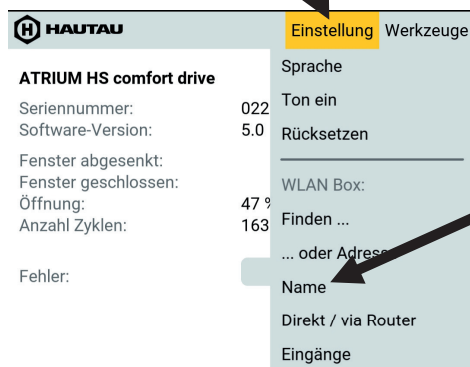 HAUTAU
Einstellung Werkzeuge
ATRIUM HS comfort drive
Seriennummer: 022
Software-Version: 5.0
Fenster abgesenkt:
Fenster geschlossen:
Öffnung: 47 %
Anzahl Zyklen: 163
Fehler:
Sprache
Ton ein
Rücksetzen
WLAN Box:
Finden ...
... oder
Name
Direkt / via Router
Eingänge